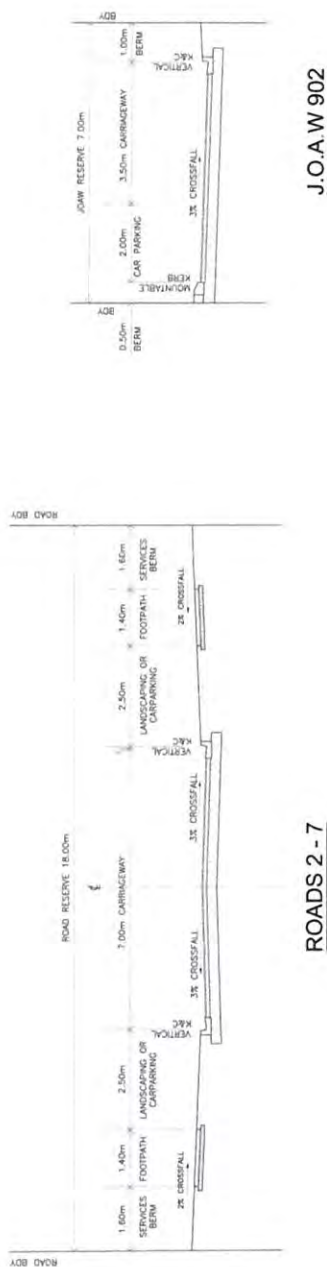 ROAD BDY
ROAD RESERVE 18.00m
ROAD BDY
1.60m
SERVICES
BERM
1.40m
FOOTPATH
2.50m
LANDSCAPING OR
CARPARKING
7.00m CARRIAGEWAY
2.50m
LANDSCAPING OR
CARPARKING
1.40m
FOOTPATH
1.60m
SERVICES
BERM
VERTICAL
K&C
VERTICAL
K&C
2% CROSSFALL
3% CROSSFALL
3% CROSSFALL
2% CROSSFALL
ROADS 2 - 7
BDY
JOAW RESERVE 7.00m
BDY
0.50m
BERM
2.00m
CAR PARKING
3.50m CARRIAGEWAY
1.00m
BERM
MOUNTABLE
KERB
VERTICAL
K&C
3% CROSSFALL
J.O.A.W 902